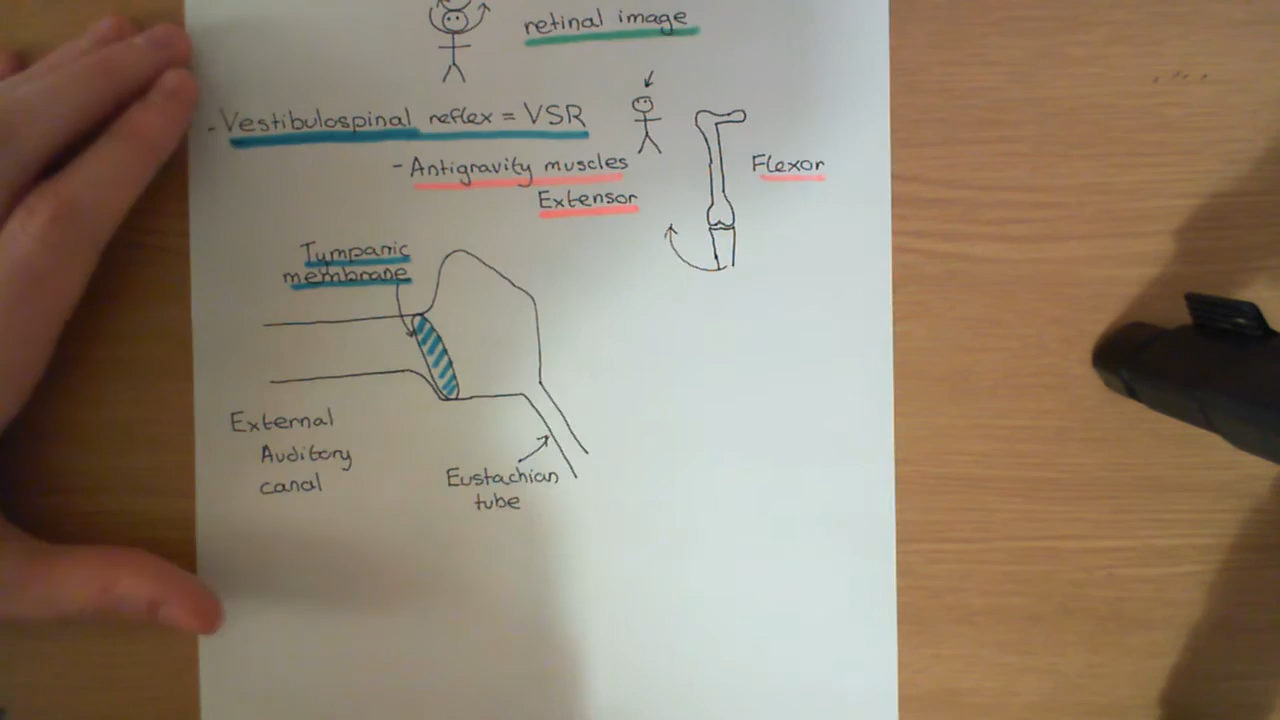 retinal image
- Vestibulospinal reflex = VSR
- Antigravity muscles
Extensor
Flexor
Tympanic
membrane
External
Auditory
canal
Eustachian
tube